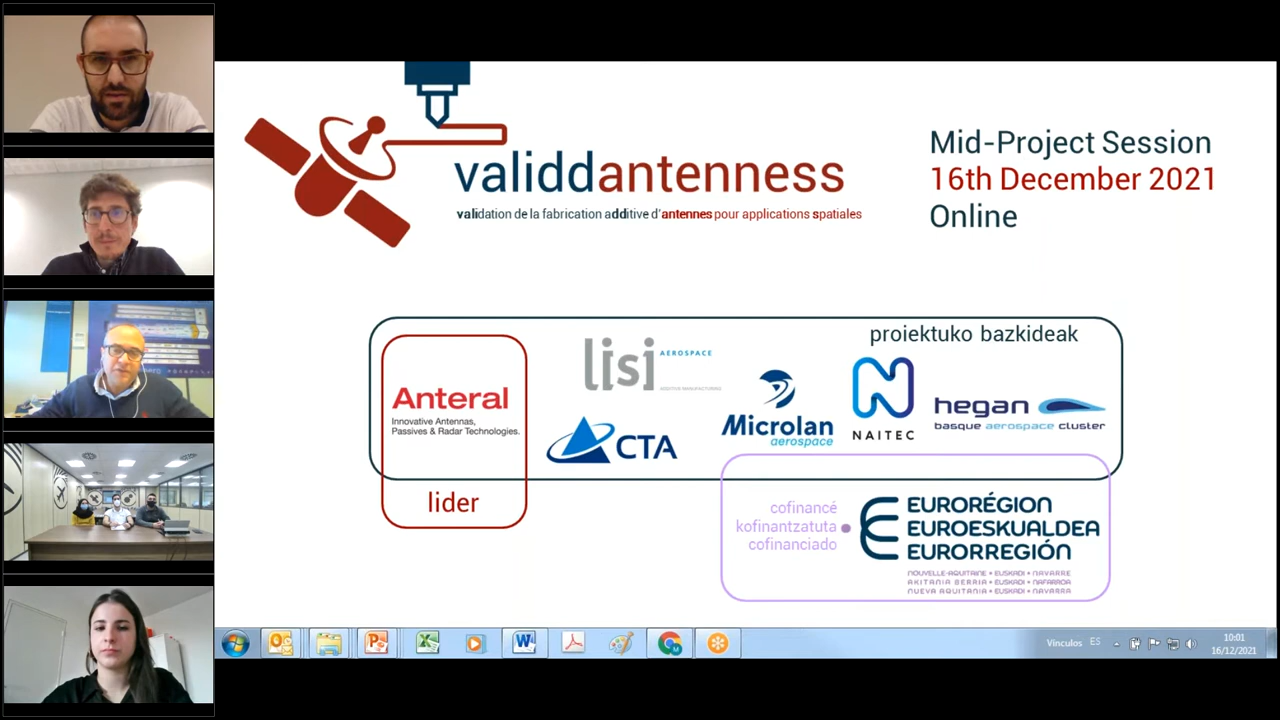 validdantenness
validation de la fabrication additive d'antennes pour applications spatiales
Mid-Project Session
16th December 2021
Online
proiektuko bazkideak
Anteral
Innovative Antennas,
Passives & Radar Technologies.
lider
lisi AEROSPACE
ADDITIVE MANUFACTURING
CTA
Microlan
aerospace
NAITEC
hegan
basque aerospace cluster
cofinancé
kofinantzatuta
cofinanciado
EURORÉGION
EUROESKUALDEA
EURORREGIÓN
NOUVELLE-AQUITAINE • EUSKADI • NAVARRE
AKITANIA BERRIA • EUSKADI • NAFARROA
NUEVA AQUITANIA • EUSKADI • NAVARRA
Vínculos
ES
10:01
16/12/2021